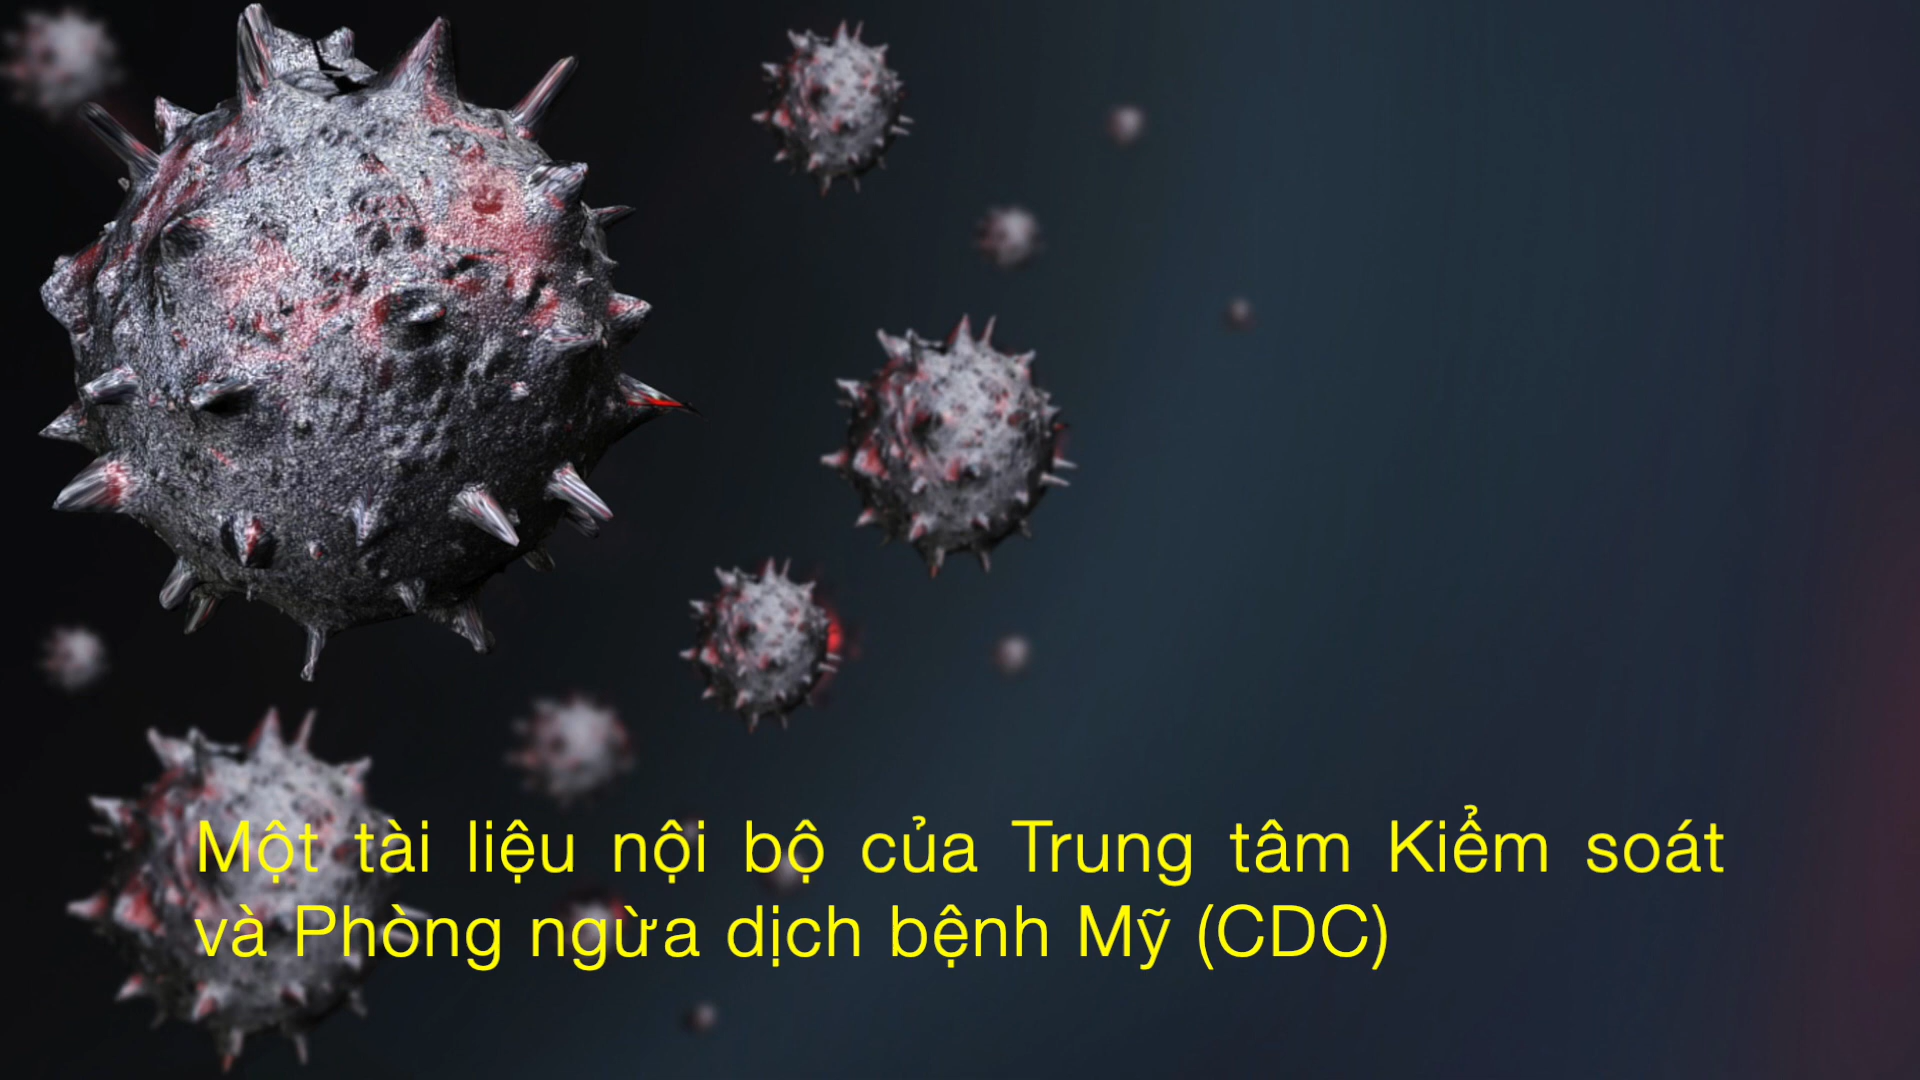 Một tài liệu nội bộ của Trung tâm Kiểm soát
và Phòng ngừa dịch bệnh Mỹ (CDC)